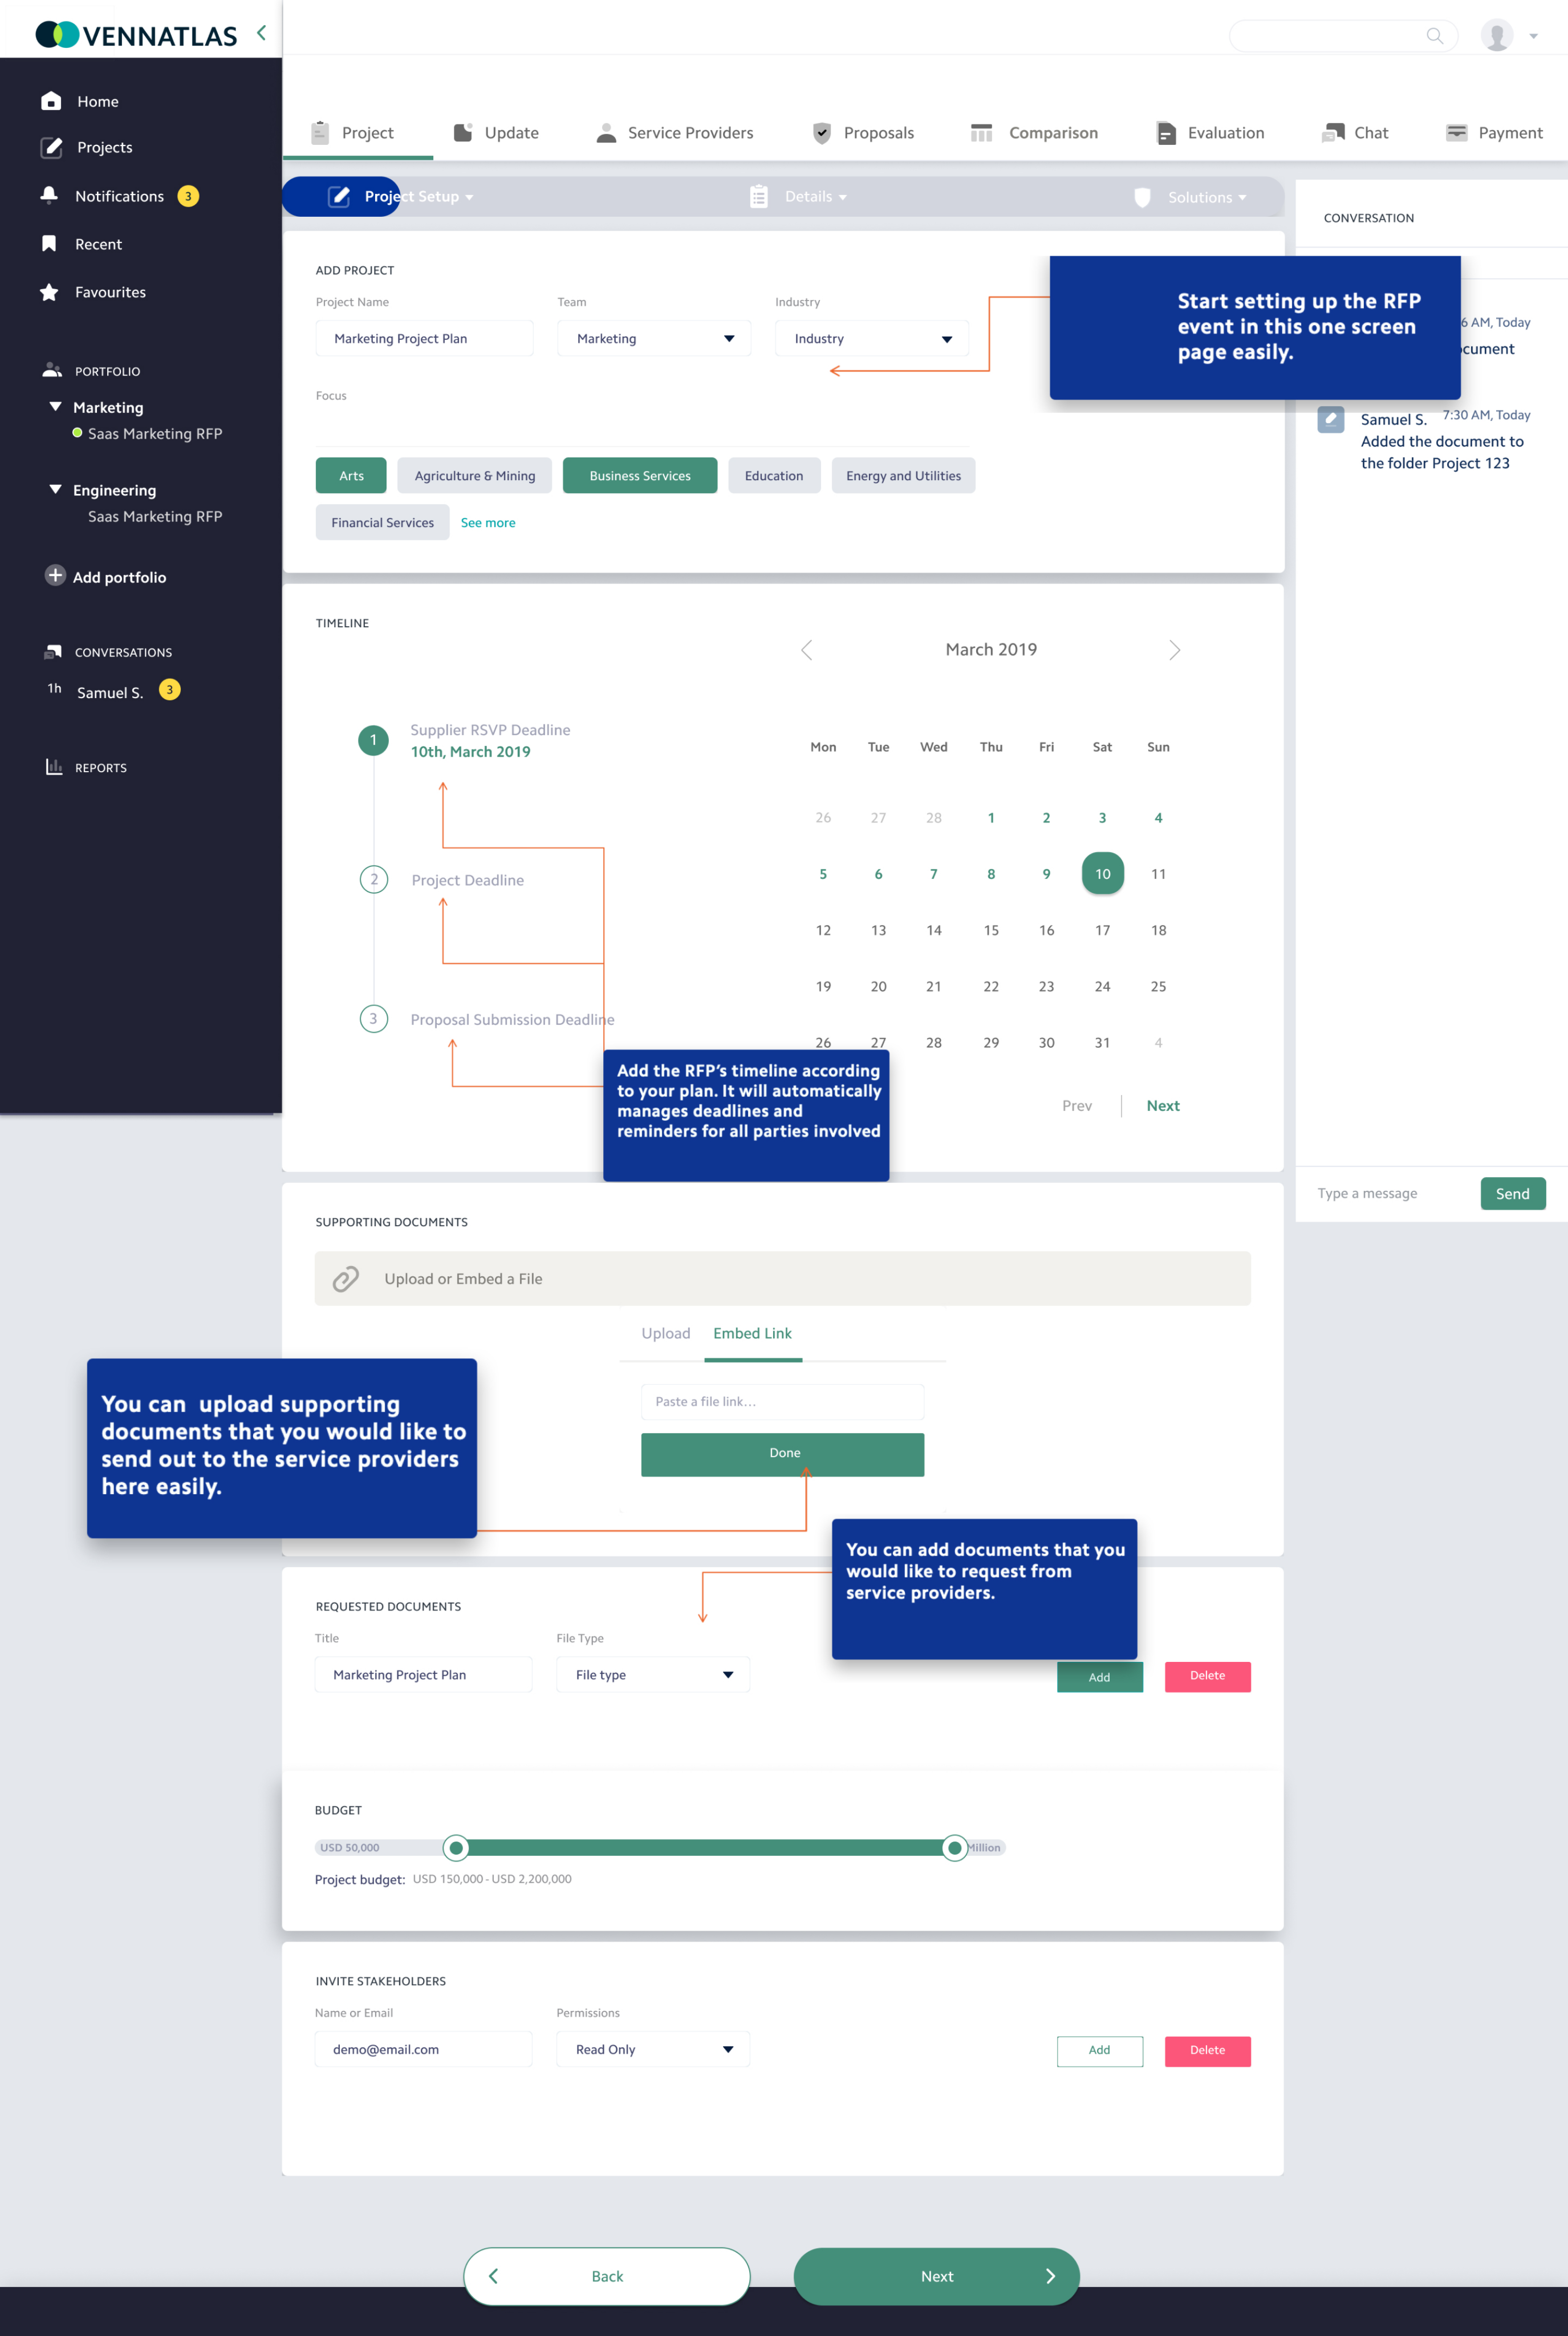 VENNATLAS
Home
Projects
Notifications 3
Recent
Favourites
PORTFOLIO
Marketing
Saas Marketing RFP
Engineering
Saas Marketing RFP
Add portfolio
CONVERSATIONS
1h Samuel S. 3
REPORTS
Project Update Service Providers Proposals Comparison Evaluation Chat Payment
Project Setup Details Solutions
ADD PROJECT
Project Name Team Industry
Marketing Project Plan Marketing Industry
Focus
Arts Agriculture & Mining Business Services Education Energy and Utilities
Financial Services See more
Start setting up the RFP
event in this one screen
page easily.
CONVERSATION
6 AM, Today
cument
Samuel S. 7:30 AM, Today
Added the document to
the folder Project 123
Type a message Send
TIMELINE
1 Supplier RSVP Deadline
10th, March 2019
2 Project Deadline
3 Proposal Submission Deadline
March 2019
Mon Tue Wed Thu Fri Sat Sun
26 27 28 1 2 3 4
5 6 7 8 9 10 11
12 13 14 15 16 17 18
19 20 21 22 23 24 25
26 27 28 29 30 31 4
Prev Next
Add the RFP's timeline according
to your plan. It will automatically
manages deadlines and
reminders for all parties involved
SUPPORTING DOCUMENTS
Upload or Embed a File
Upload Embed Link
Paste a file link...
Done
You can upload supporting
documents that you would like to
send out to the service providers
here easily.
You can add documents that you
would like to request from
service providers.
REQUESTED DOCUMENTS
Title File Type
Marketing Project Plan File type Add Delete
BUDGET
USD 50,000 Million
Project budget: USD 150,000 - USD 2,200,000
INVITE STAKEHOLDERS
Name or Email Permissions
demo@email.com Read Only Add Delete
Back Next